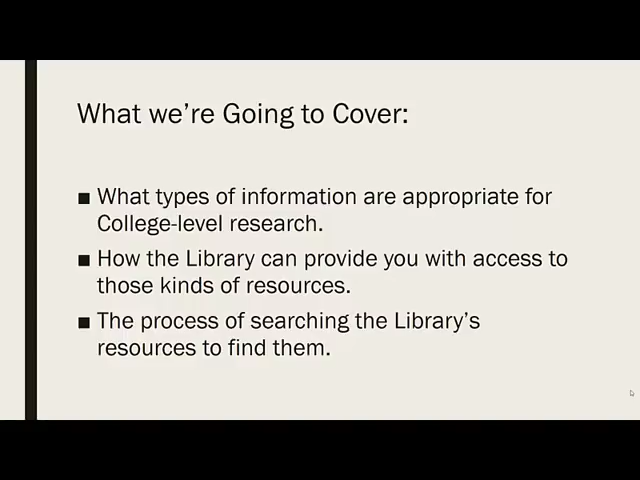 What we’re Going to Cover:
■ What types of information are appropriate for
College-level research.
■ How the Library can provide you with access to
those kinds of resources.
■ The process of searching the Library’s
resources to find them.